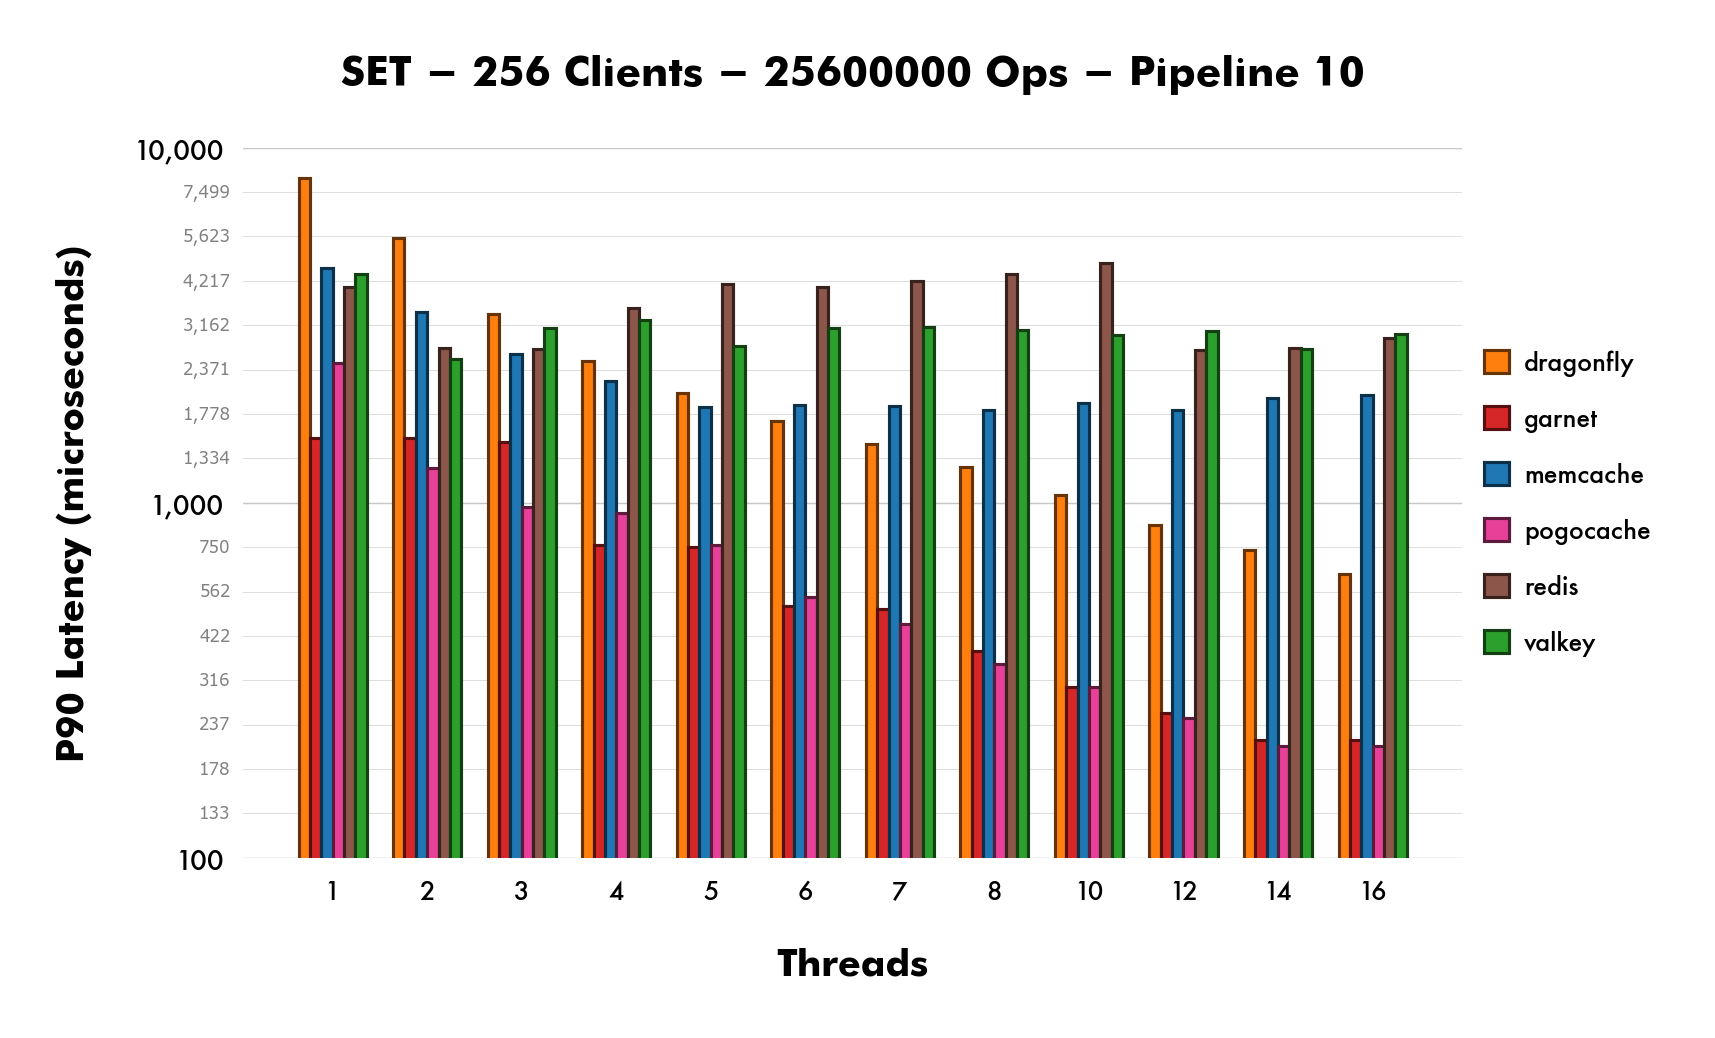 SET – 256 Clients – 25600000 Ops – Pipeline 10
10,000
7,499
5,623
4,217
3,162
2,371
1,778
1,334
1,000
750
562
422
316
237
178
133
100
P90 Latency (microseconds)
1 2 3 4 5 6 7 8 10 12 14 16
Threads
dragonfly
garnet
memcache
pogocache
redis
valkey